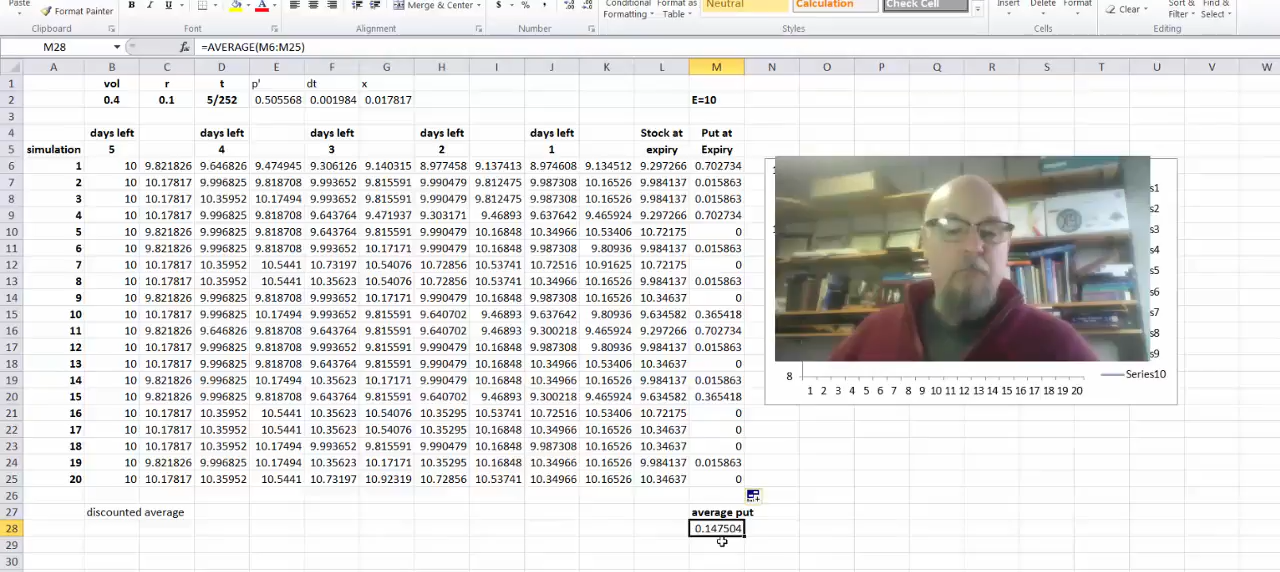 Paste Format Painter B I U A Merge & Center $ % , Conditional Formatting Format as Table Neutral Calculation Check Cell Insert Delete Format Clear Sort & Filter Find & Select
Font Alignment Number Styles Cells Editing
M28 fx =AVERAGE(M6:M25)
A B C D E F G H I J K L M N O P Q R S T U V W
1 vol r t p' dt x
2 0.4 0.1 5/252 0.505568 0.001984 0.017817 E=10
3
4 days left days left days left days left days left Stock at Put at
5 simulation 5 4 3 2 1 expiry Expiry
6 1 10 9.821826 9.646826 9.474945 9.306126 9.140315 8.977458 9.137413 8.974608 9.134512 9.297266 0.702734
7 2 10 10.17817 9.996825 9.818708 9.993652 9.815591 9.990479 9.812475 9.987308 10.16526 9.984137 0.015863
8 3 10 10.17817 10.35952 10.17494 9.993652 9.815591 9.990479 9.812475 9.987308 10.16526 9.984137 0.015863
9 4 10 10.17817 9.996825 9.818708 9.643764 9.471937 9.303171 9.46893 9.637642 9.465924 9.297266 0.702734
10 5 10 9.821826 9.996825 9.818708 9.643764 9.815591 9.990479 10.16848 10.34966 10.53406 10.72175 0
11 6 10 10.17817 9.996825 9.818708 9.993652 10.17171 9.990479 10.16848 9.987308 9.80936 9.984137 0.015863
12 7 10 10.17817 10.35952 10.5441 10.73197 10.54076 10.72856 10.53741 10.72516 10.91625 10.72175 0
13 8 10 10.17817 10.35952 10.5441 10.35623 10.54076 10.72856 10.53741 10.34966 10.16526 9.984137 0.015863
14 9 10 9.821826 9.996825 9.818708 9.993652 10.17171 9.990479 10.16848 9.987308 10.16526 10.34637 0
15 10 10 10.17817 10.35952 10.17494 9.993652 9.815591 9.640702 9.812475 9.637642 9.80936 9.634532 0.365418
16 11 10 9.821826 9.646826 9.818708 9.643764 9.815591 9.640702 9.46893 9.300218 9.465924 9.297266 0.702734
17 12 10 10.17817 9.996825 9.818708 9.643764 9.815591 9.990479 10.16848 9.987308 9.80936 9.984137 0.015863
18 13 10 10.17817 9.996825 9.818708 9.643764 9.815591 9.990479 10.16848 10.34966 10.53406 10.34637 0
19 14 10 9.821826 9.996825 10.17494 10.35623 10.17171 10.35295 10.16848 10.34966 10.16526 9.984137 0.015863
20 15 10 9.821826 9.996825 9.818708 9.643764 9.815591 9.640702 9.46893 9.300218 9.465924 9.634532 0.365418
21 16 10 10.17817 10.35952 10.5441 10.35623 10.54076 10.35295 10.53741 10.72516 10.53406 10.72175 0
22 17 10 10.17817 10.35952 10.5441 10.35623 10.54076 10.35295 10.16848 10.34966 10.16526 10.34637 0
23 18 10 10.17817 10.35952 10.17494 9.993652 9.815591 9.990479 10.16848 9.987308 10.16526 10.34637 0
24 19 10 9.821826 9.996825 10.17494 10.35623 10.17171 10.35295 10.16848 10.34966 10.16526 9.984137 0.015863
25 20 10 10.17817 10.35952 10.5441 10.73197 10.92319 10.72856 10.53741 10.34966 10.16526 10.34637 0
26
27 discounted average average put
28 0.147504
29
30
s1
s2
s3
s4
s5
s6
s7
s8
s9
Series10
8
1 2 3 4 5 6 7 8 9 10 11 12 13 14 15 16 17 18 19 20